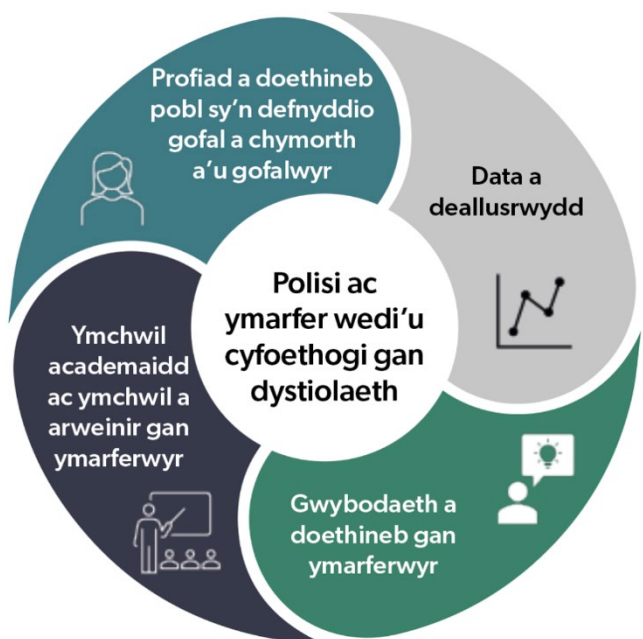 Profiad a doethineb
pobl sy’n defnyddio
gofal a chymorth
a’u gofalwyr
Data a
deallusrwydd
Polisi ac
ymarfer wedi’u
cyfoethogi gan
dystiolaeth
Ymchwil
academaidd
ac ymchwil a
arweinir gan
ymarferwyr
Gwybodaeth a
doethineb gan
ymarferwyr